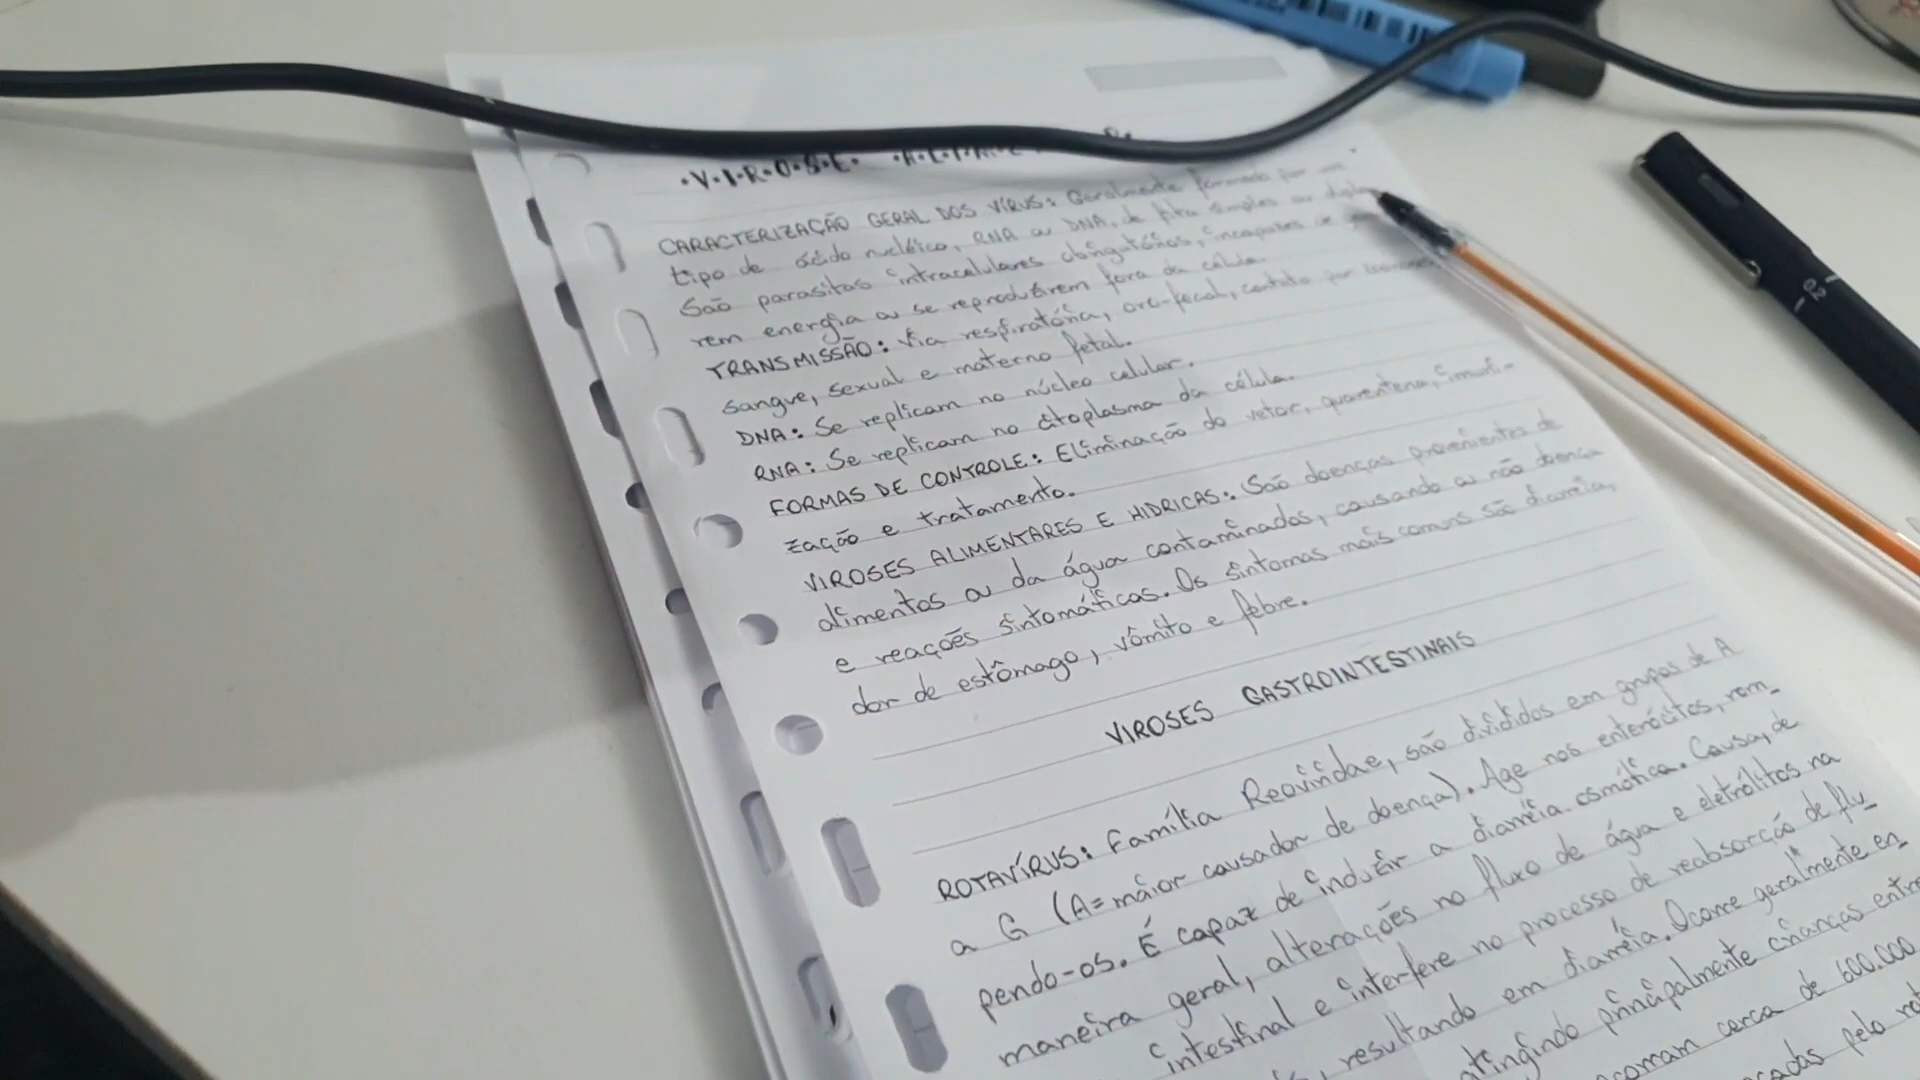 •V•I•R•O•S•E•
CARACTERIZAÇÃO GERAL DOS VÍRUS: Geralmente formado por um
tipo de ácido nucléico, RNA ou DNA, de fita simples ou dupla
São parasitas intracelulares obrigatórios, incapazes de
rem energia ou se reproduzirem fora da célula.
TRANSMISSÃO: Via respiratória, oro-fecal, contato por
sangue, sexual e materno fetal.
DNA: Se replicam no núcleo celular.
RNA: Se replicam no citoplasma da célula.
FORMAS DE CONTROLE: Eliminação do vetor, quarentena, imuni-
zação e tratamento.
VIROSES ALIMENTARES E HIDRICAS: São doenças provenientes de
alimentos ou da água contaminados, causando ou não doença
e reações sintomáticas. Os sintomas mais comuns são diarréia,
dor de estômago, vômito e febre.
VIROSES GASTROINTESTINAIS
ROTAVÍRUS: Família Reoviridae, são divididos em grupos de A
a G (A= maior causador de doença). Age nos enterócitos, rom-
pendo-os. É capaz de induzir a diarréia osmótica. Causa, de
maneira geral, alterações no fluxo de água e eletrólitos na
intestinal e interfere no processo de reabsorção de flu-
resultando em diarréia. Ocorre geralmente en-
atingindo principalmente crianças entre
cerca de 600.000
pelo
02